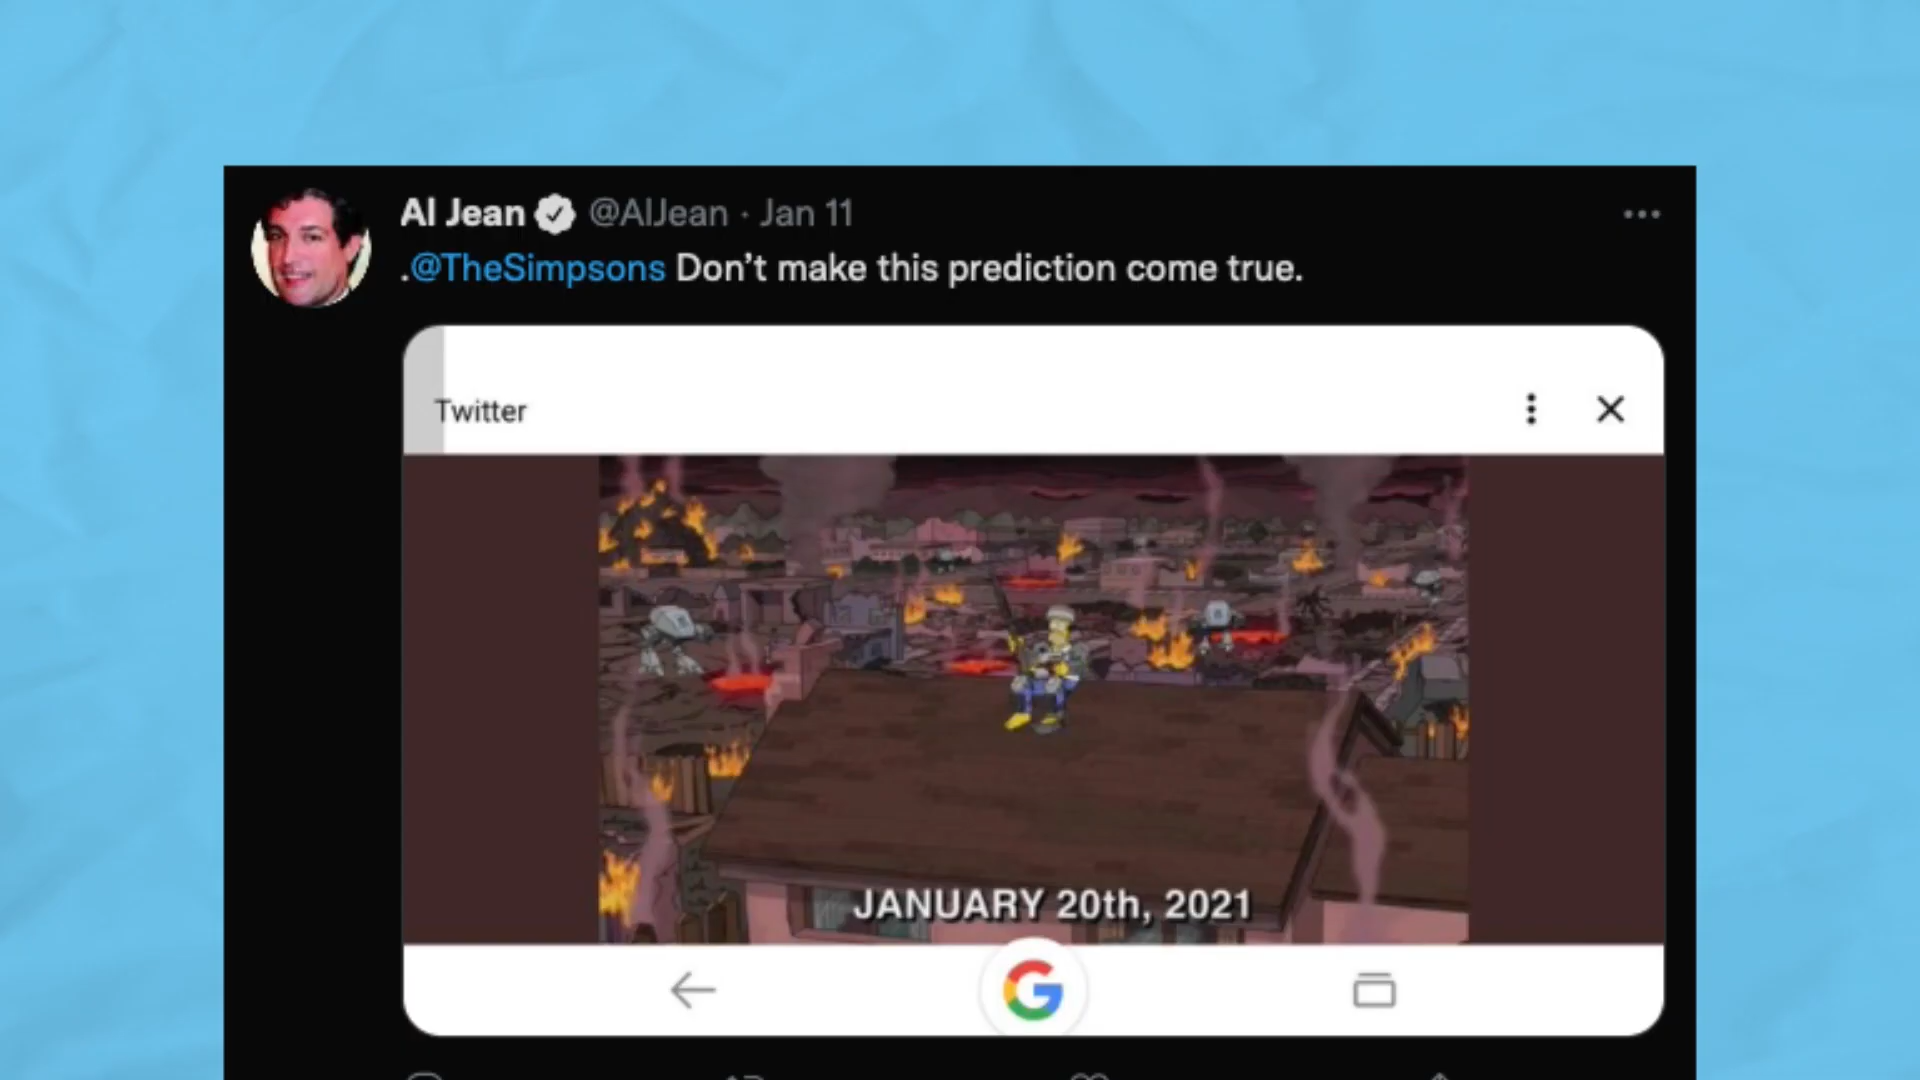 Al Jean @AlJean · Jan 11
.@TheSimpsons Don't make this prediction come true.
Twitter
JANUARY 20th, 2021